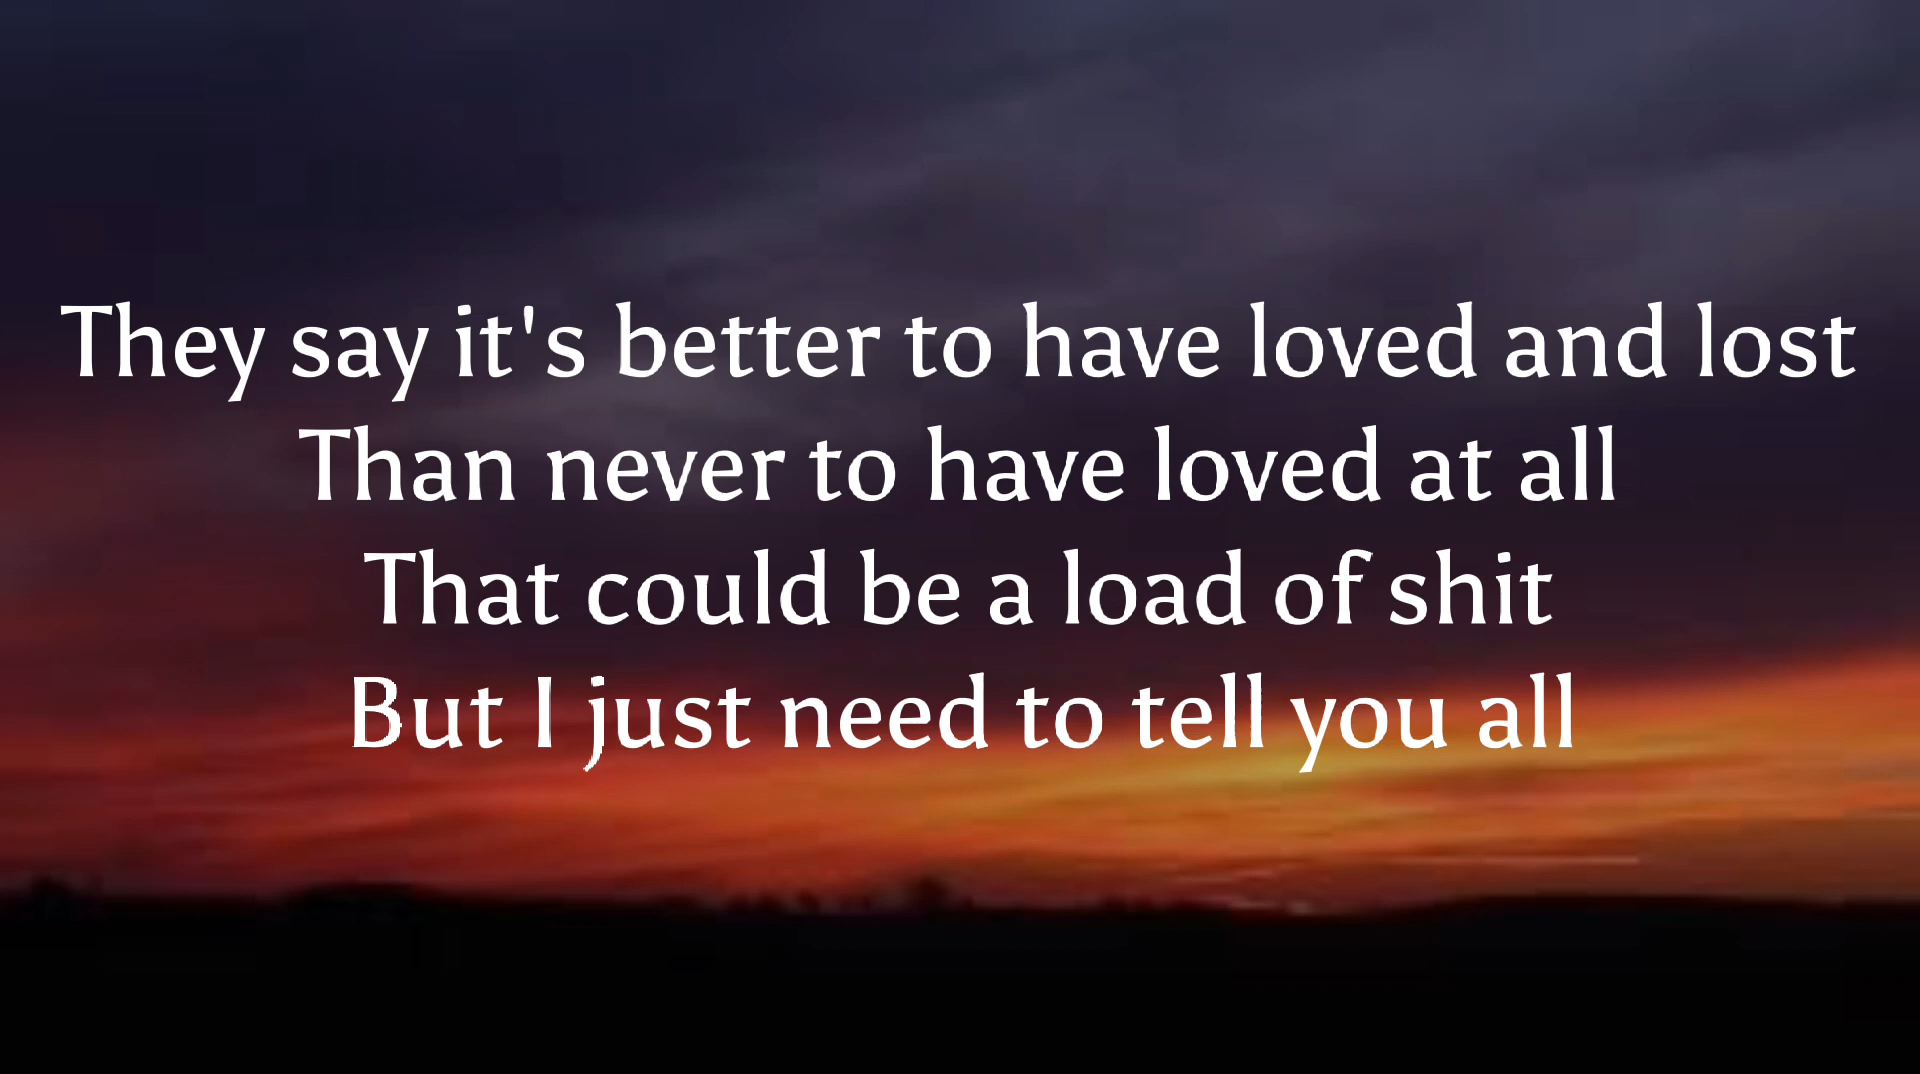 They say it's better to have loved and lost
Than never to have loved at all
That could be a load of shit
But I just need to tell you all